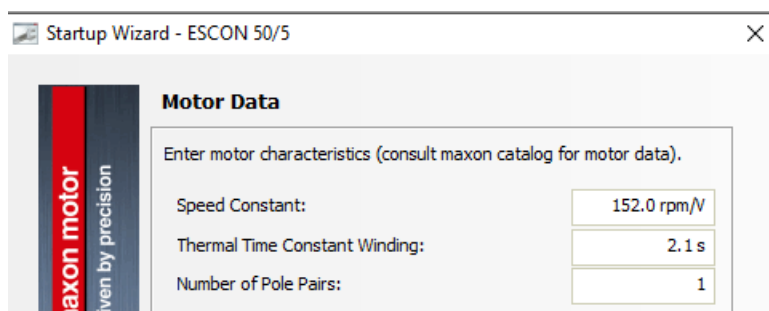 Startup Wizard - ESCON 50/5
Motor Data
Enter motor characteristics (consult maxon catalog for motor data).
Speed Constant: 152.0 rpm/V
Thermal Time Constant Winding: 2.1 s
Number of Pole Pairs: 1
maxon motor
by precision